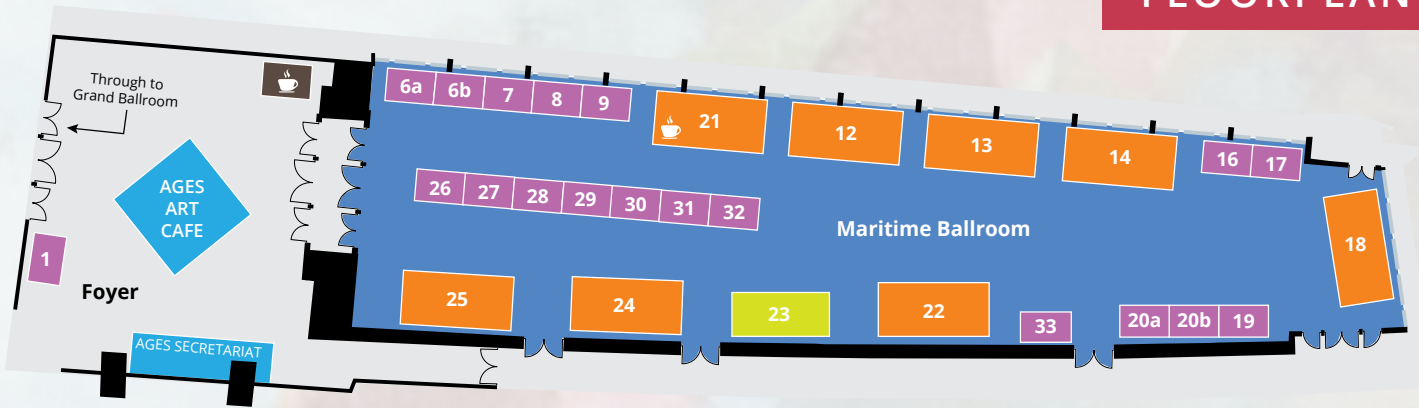 FLOORPLAN
Through to
Grand Ballroom
6a 6b 7 8 9
21 12 13 14
16 17
AGES
ART
CAFE
26 27 28 29 30 31 32
Maritime Ballroom
18
1
Foyer
25 24 23 22 33 20a 20b 19
AGES SECRETARIAT